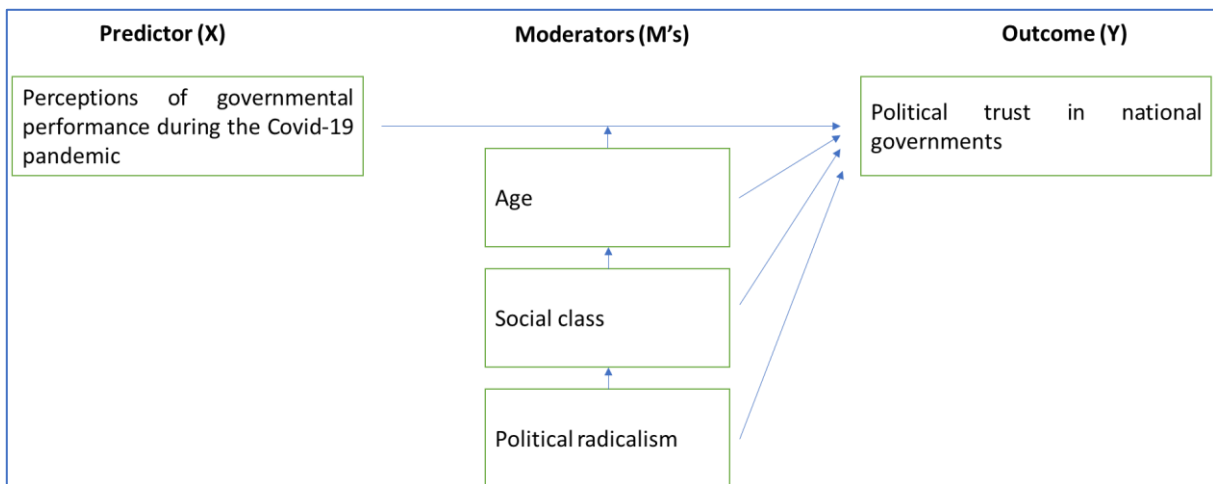 Predictor (X)
Moderators (M’s)
Outcome (Y)
Perceptions of governmental
performance during the Covid-19
pandemic
Political trust in national
governments
Age
Social class
Political radicalism